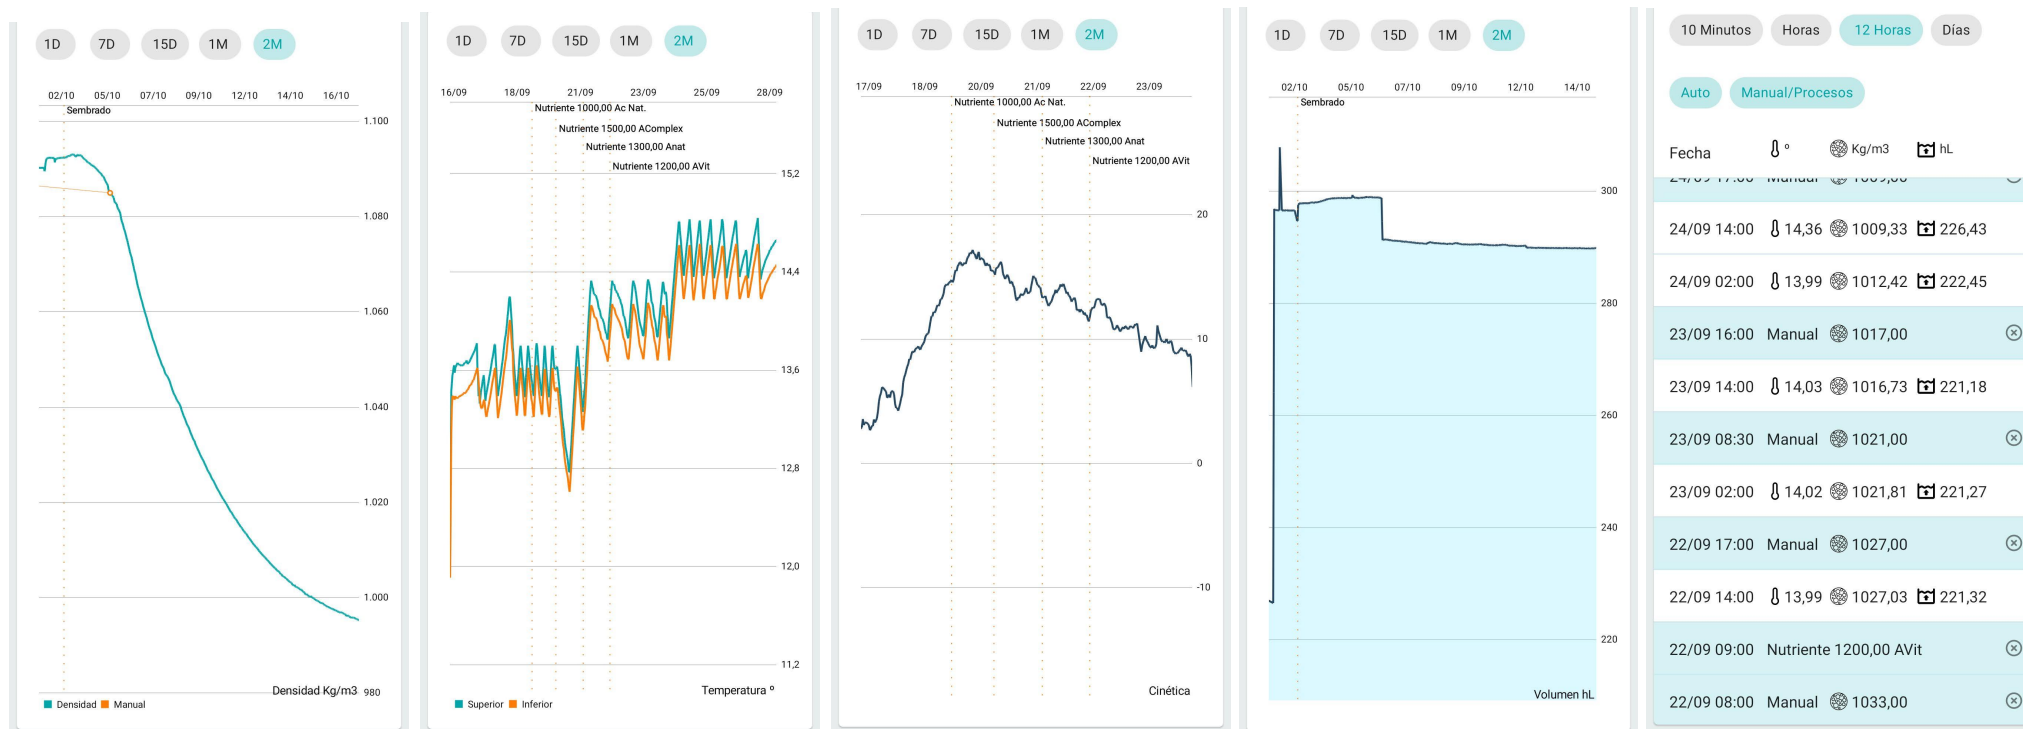 1D 7D 15D 1M 2M
02/10 05/10 07/10 09/10 12/10 14/10 16/10
Sembrado
1.100
1.080
1.060
1.040
1.020
1.000
Densidad Kg/m3 980
Densidad Manual
1D 7D 15D 1M 2M
16/09 18/09 21/09 23/09 25/09 28/09
Nutriente 1000,00 Ac Nat.
Nutriente 1500,00 AComplex
Nutriente 1300,00 Anat
Nutriente 1200,00 AVit
15,2
14,4
13,6
12,8
12,0
11,2
Temperatura º
Superior Inferior
1D 7D 15D 1M 2M
17/09 18/09 20/09 21/09 22/09 23/09
Nutriente 1000,00 Ac Nat.
Nutriente 1500,00 AComplex
Nutriente 1300,00 Anat
Nutriente 1200,00 AVit
20
10
0
-10
Cinética
1D 7D 15D 1M 2M
02/10 05/10 07/10 09/10 12/10 14/10
Sembrado
300
280
260
240
220
Volumen hL
10 Minutos Horas 12 Horas Días
Auto Manual/Procesos
Fecha º Kg/m3 hL
24/09 17:00 Manual 1009,00
24/09 14:00 14,36 1009,33 226,43
24/09 02:00 13,99 1012,42 222,45
23/09 16:00 Manual 1017,00
23/09 14:00 14,03 1016,73 221,18
23/09 08:30 Manual 1021,00
23/09 02:00 14,02 1021,81 221,27
22/09 17:00 Manual 1027,00
22/09 14:00 13,99 1027,03 221,32
22/09 09:00 Nutriente 1200,00 AVit
22/09 08:00 Manual 1033,00